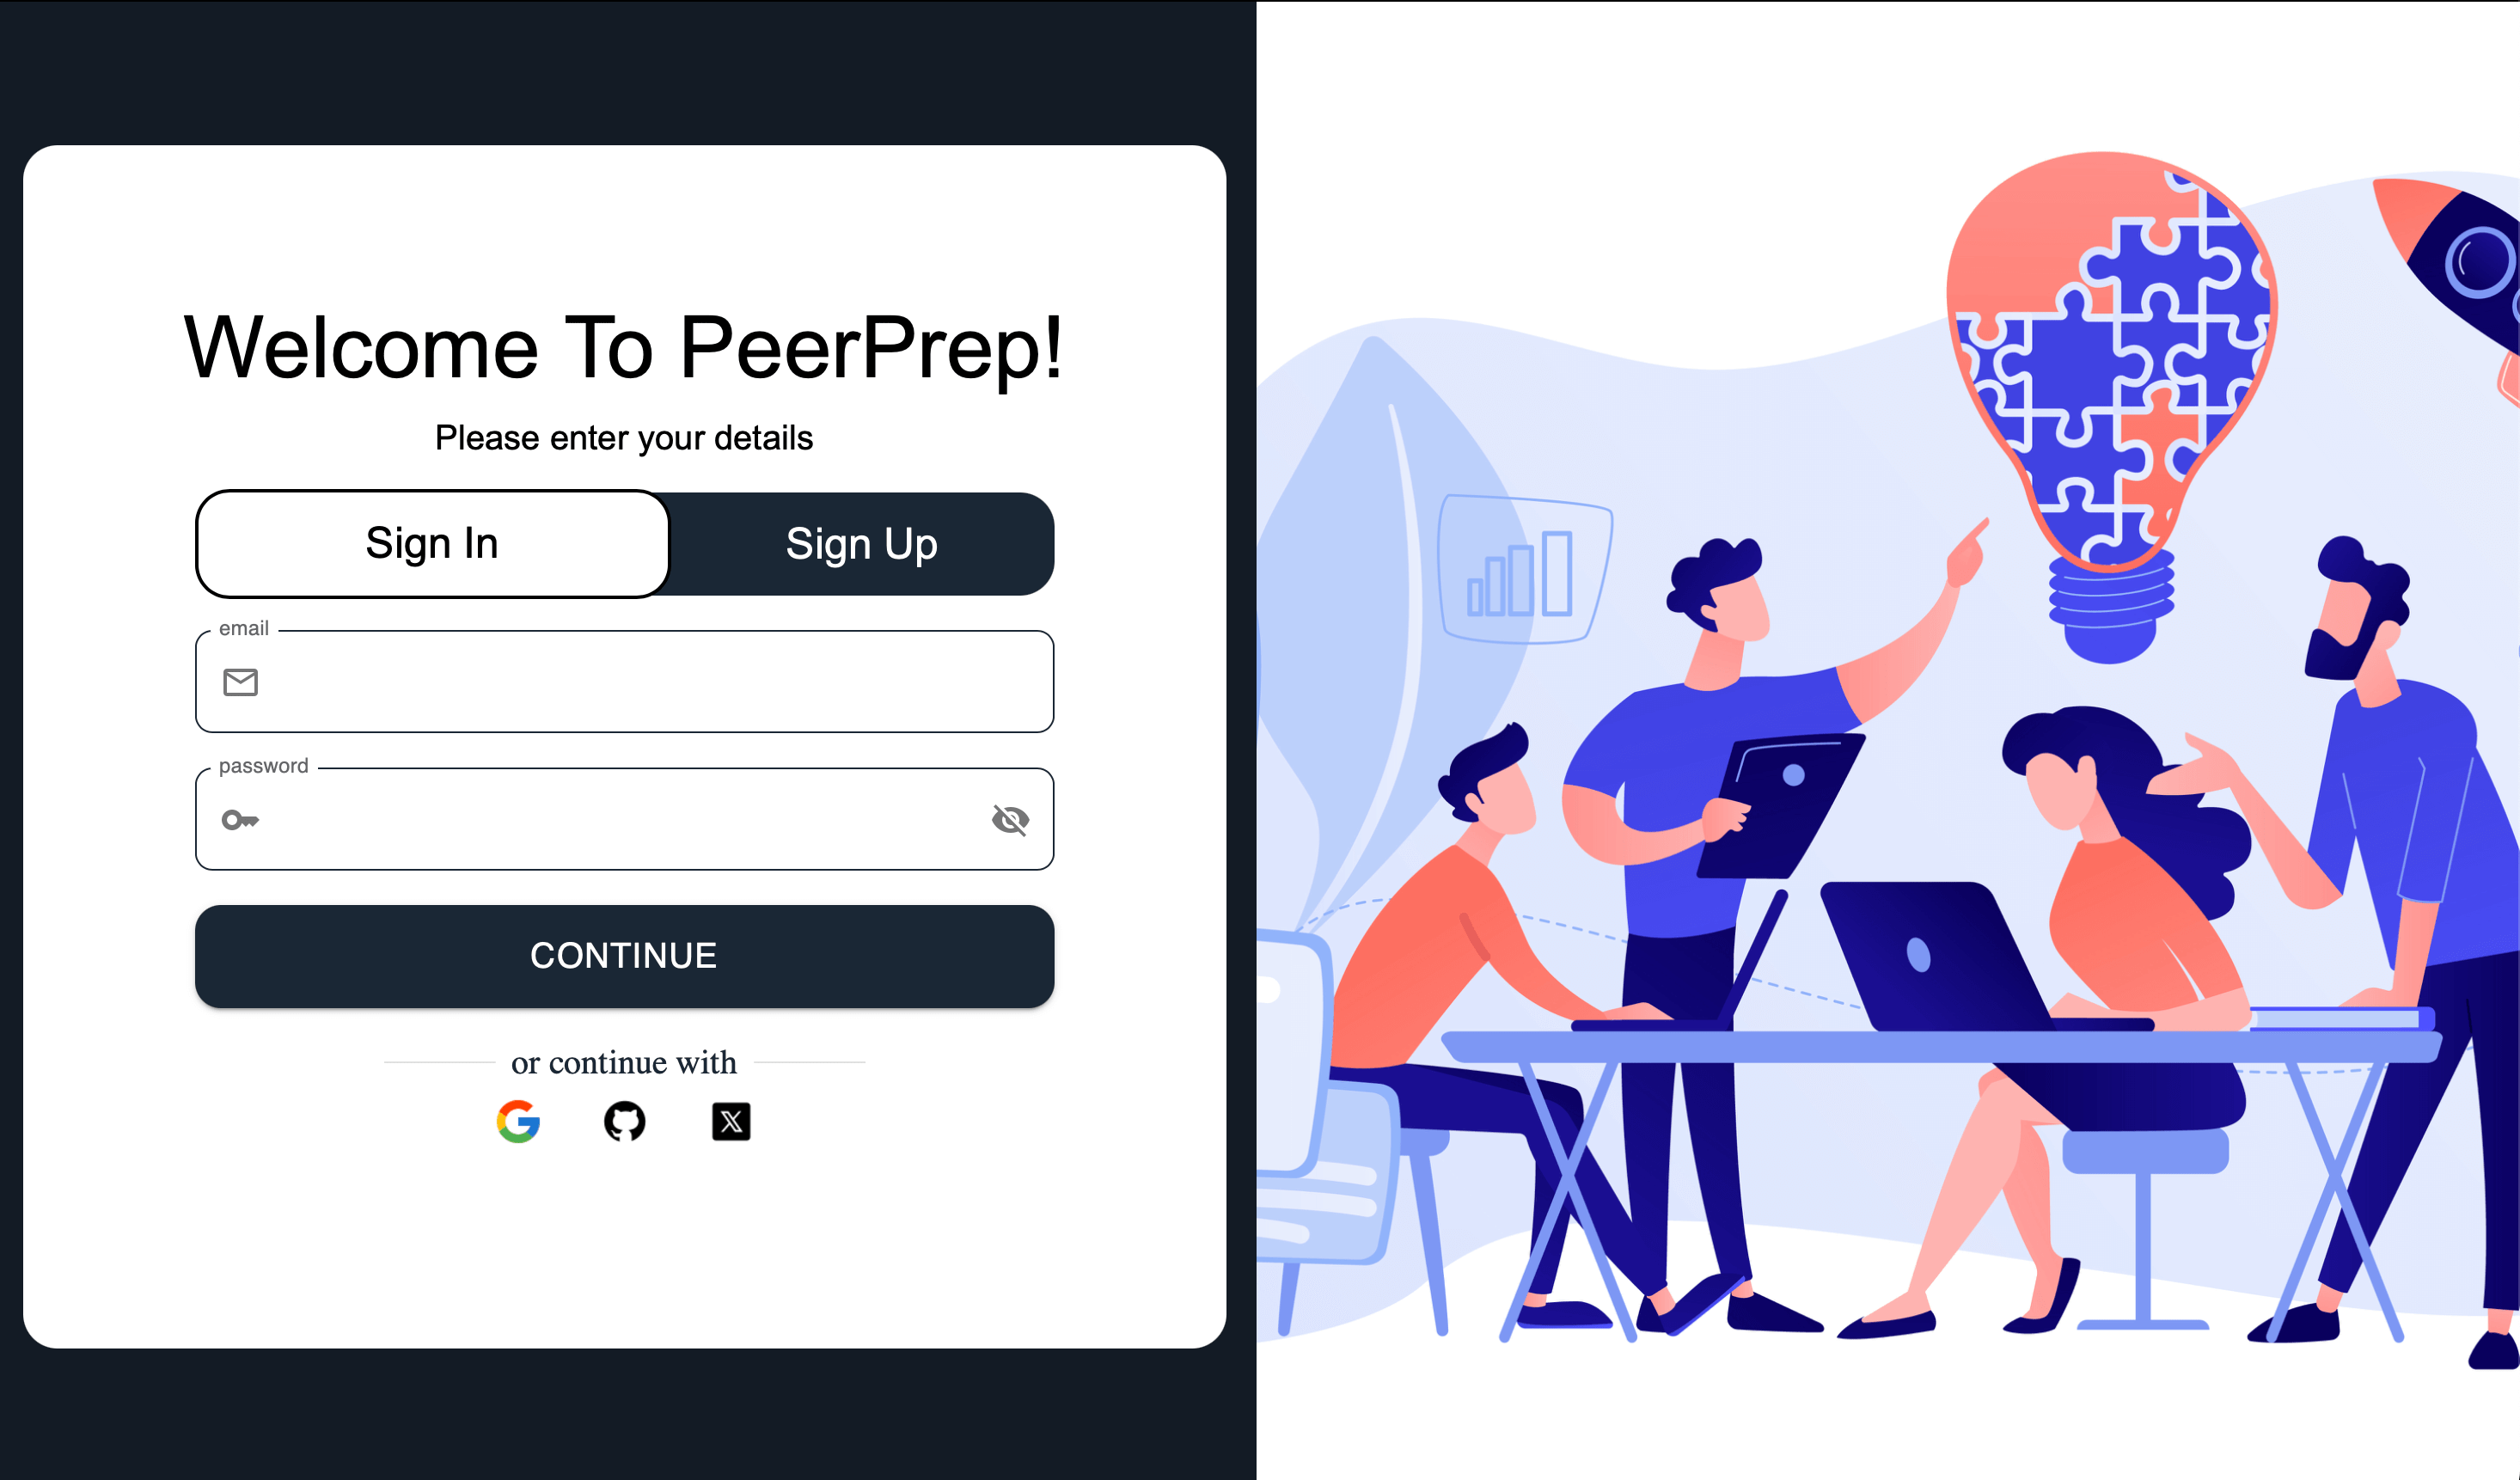 Welcome To PeerPrep!
Please enter your details
Sign In
Sign Up
email
password
CONTINUE
or continue with